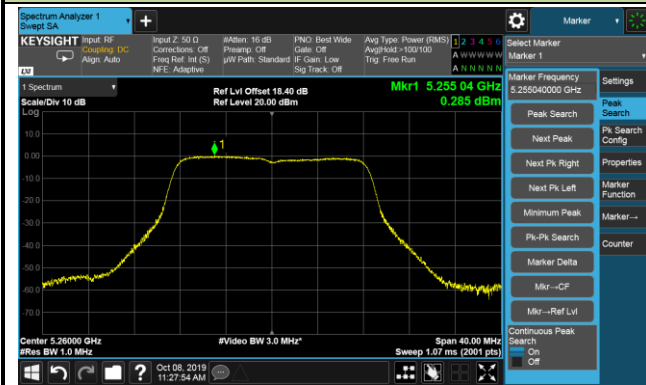 Spectrum Analyzer 1
Swept SA
Marker
KEYSIGHT
Input: RF
Coupling: DC
Align: Auto
Input Z: 50 Ω
Corrections: Off
Freq Ref: Int (S)
NFE: Adaptive
#Atten: 16 dB
Preamp: Off
µW Path: Standard
PNO: Best Wide
Gate: Off
IF Gain: Low
Sig Track: Off
Avg Type: Power (RMS)
Avg|Hold:>100/100
Trig: Free Run
1 2 3 4 5 6
A W W W W W
A N N N N N
LXI
Select Marker
Marker 1
1 Spectrum
Scale/Div 10 dB
Log
Ref Lvl Offset 18.40 dB
Ref Level 20.00 dBm
Mkr1 5.255 04 GHz
0.285 dBm
10.0
0.00
-10.0
-20.0
-30.0
-40.0
-50.0
-60.0
-70.0
1
Center 5.26000 GHz
#Res BW 1.0 MHz
#Video BW 3.0 MHz*
Span 40.00 MHz
Sweep 1.07 ms (2001 pts)
Marker Frequency
5.255040000 GHz
Peak Search
Next Peak
Next Pk Right
Next Pk Left
Minimum Peak
Pk-Pk Search
Marker Delta
Mkr→CF
Mkr→Ref Lvl
Continuous Peak
Search
On
Off
Settings
Peak
Search
Pk Search
Config
Properties
Marker
Function
Marker→
Counter
Oct 08, 2019
11:27:54 AM